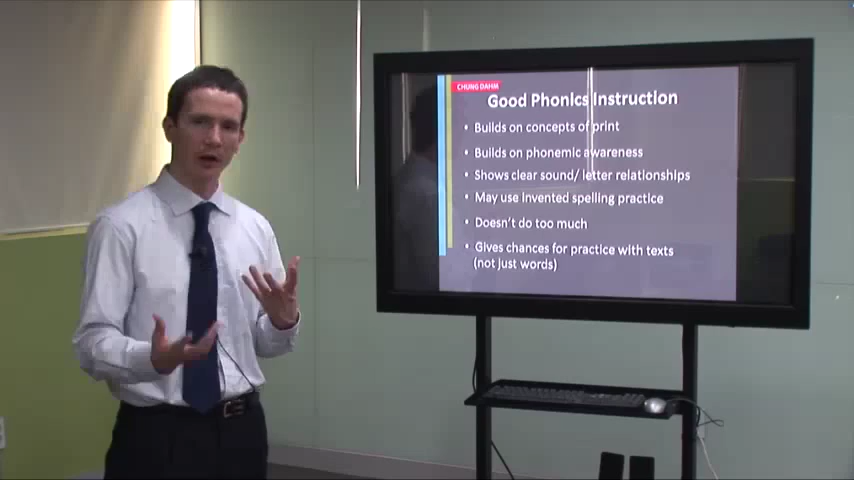 CHUNG DAHM
Good Phonics Instruction
• Builds on concepts of print
• Builds on phonemic awareness
• Shows clear sound/ letter relationships
• May use invented spelling practice
• Doesn't do too much
• Gives chances for practice with texts
(not just words)